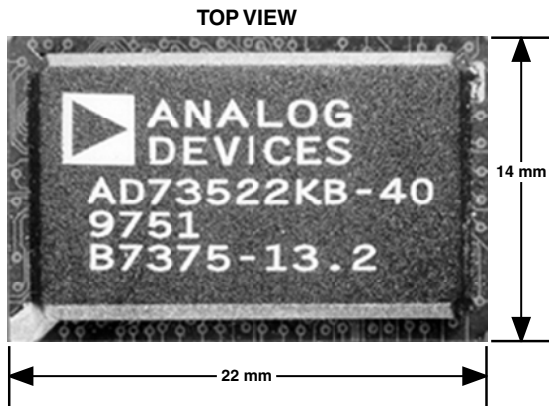 TOP VIEW
ANALOG
DEVICES
AD73522KB-40
9751
B7375-13.2
14 mm
22 mm